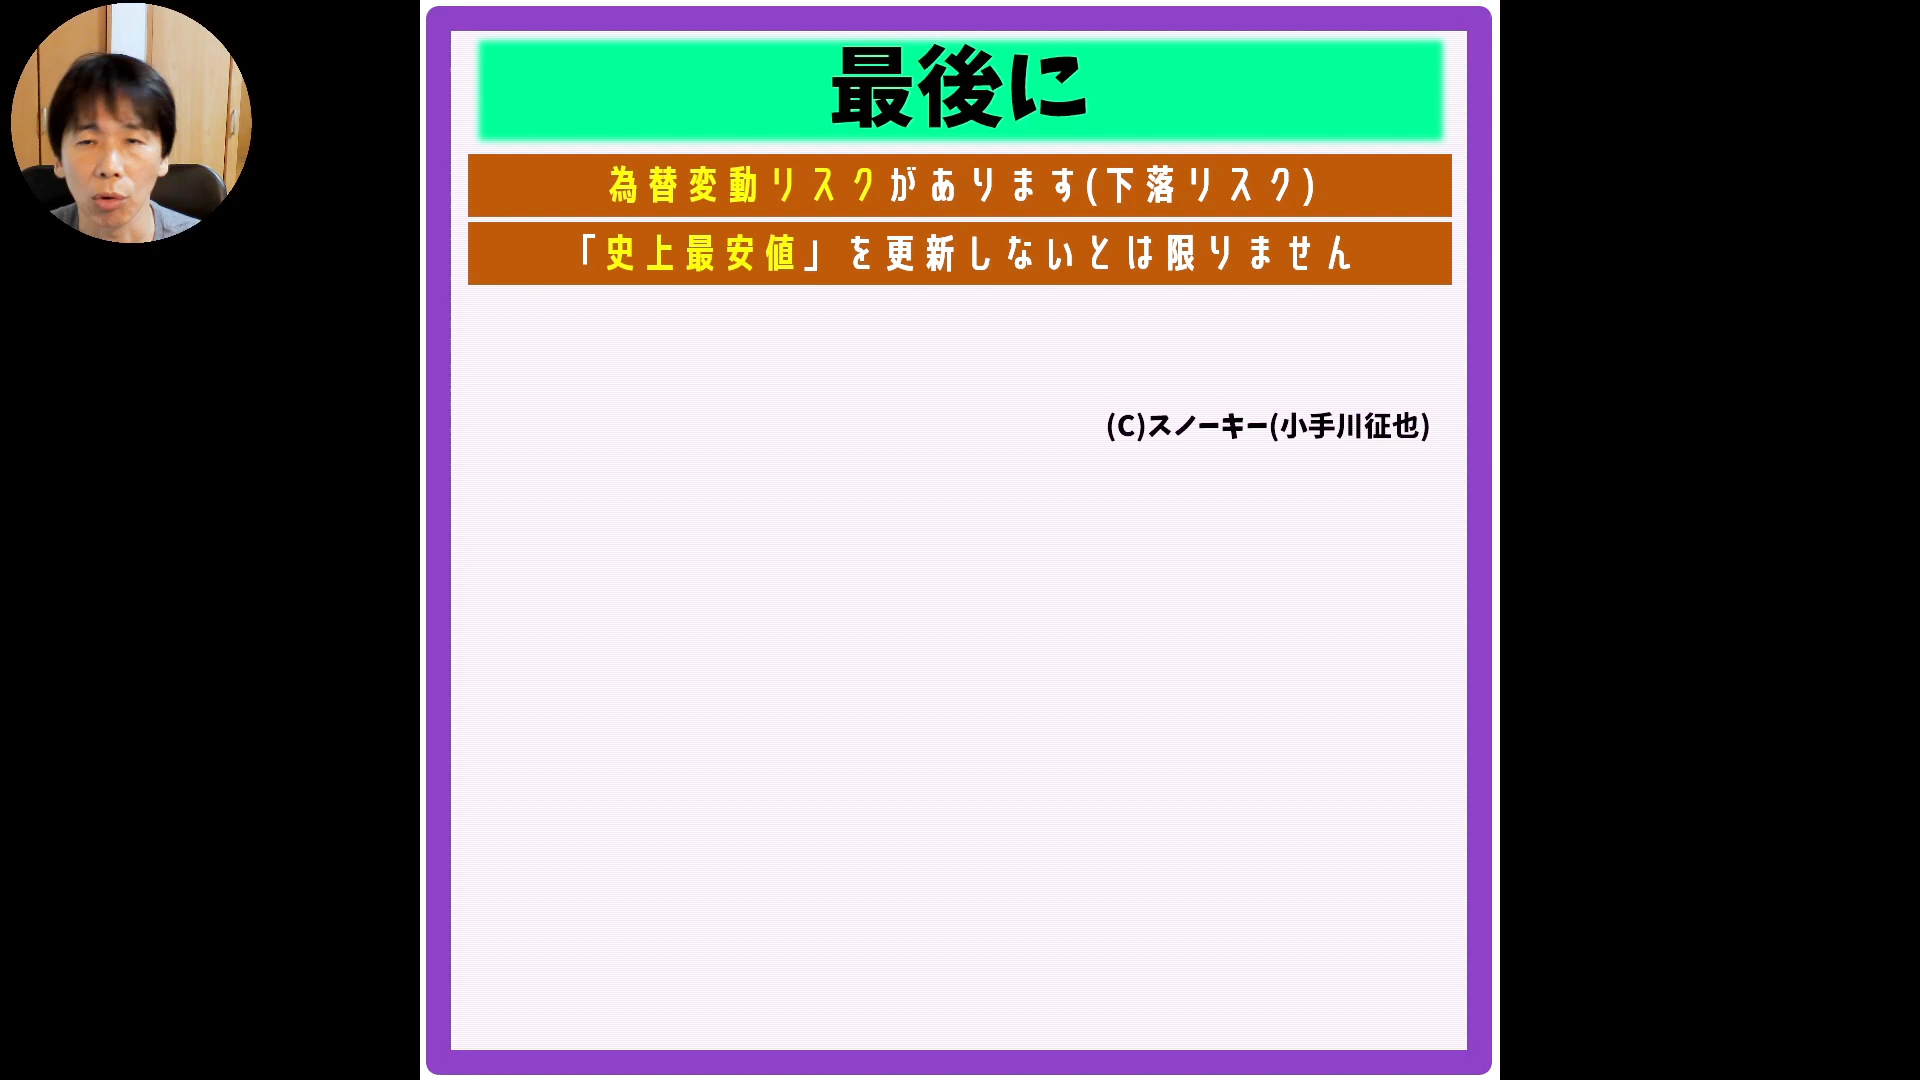 最後に
為替変動リスクがあります(下落リスク)
「史上最安値」を更新しないとは限りません
(C)スノーキー(小手川征也)